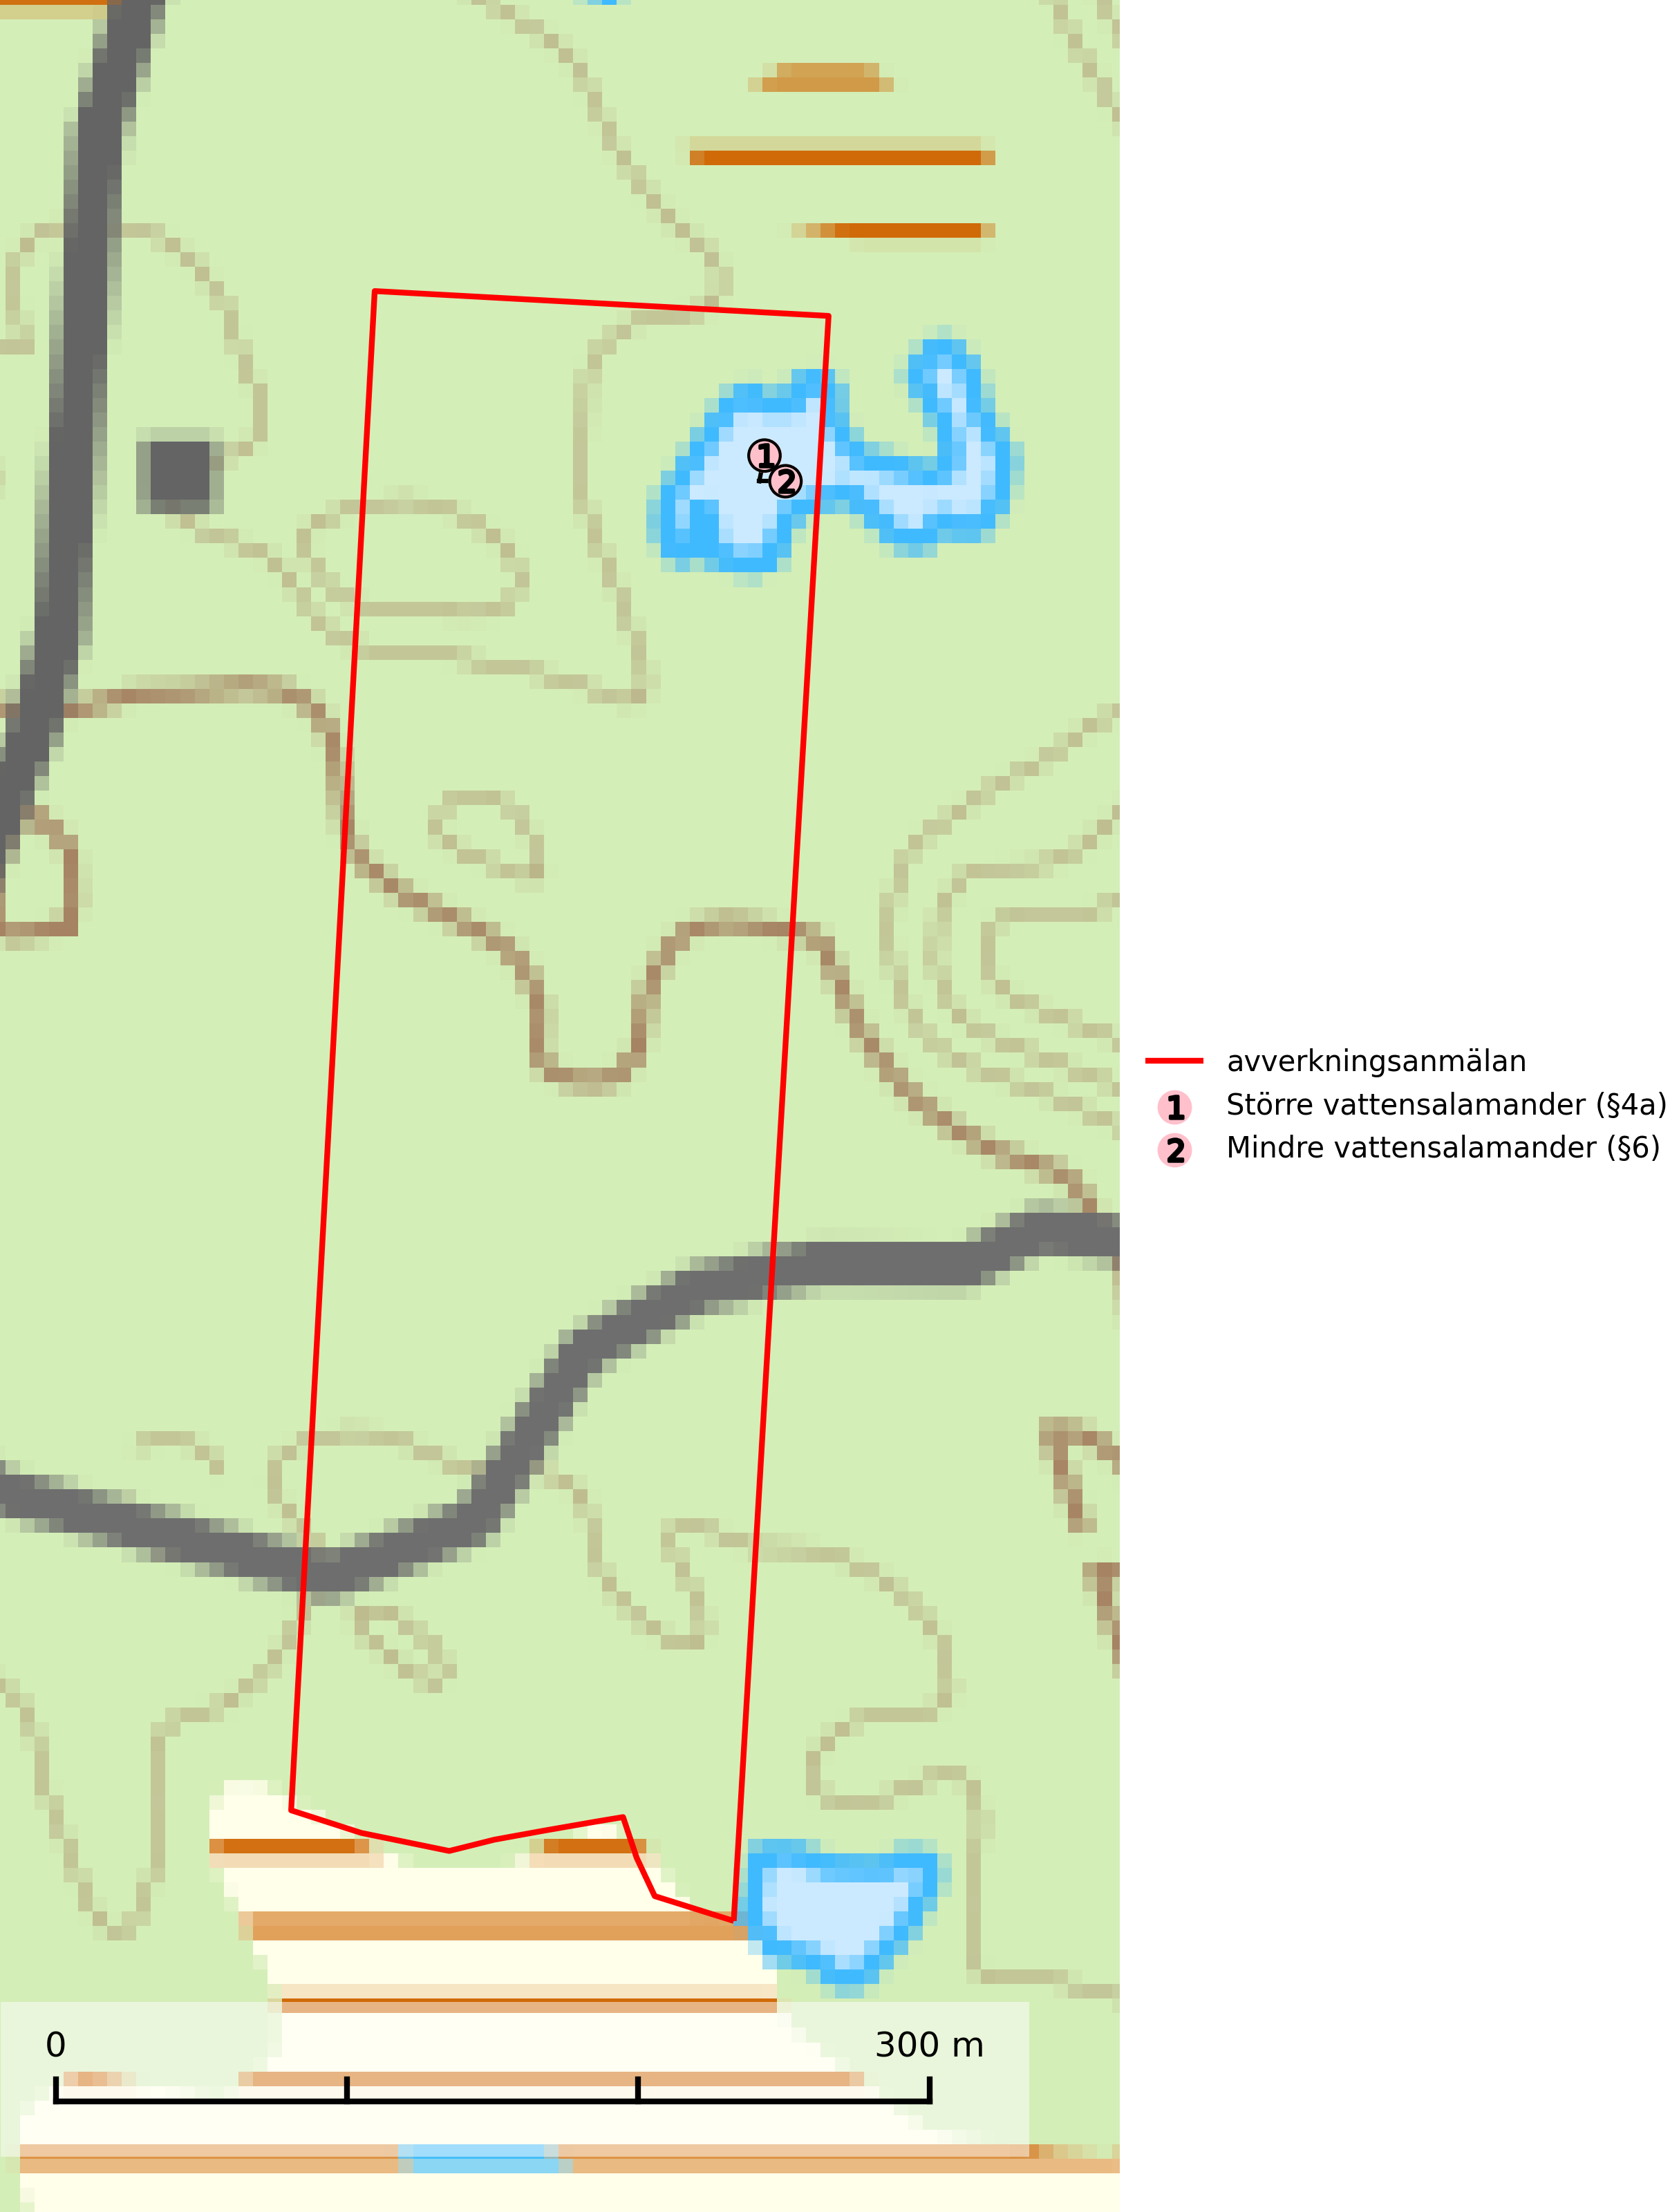 1
2
avverkningsanmälan
1 Större vattensalamander (§4a)
2 Mindre vattensalamander (§6)
0 300 m